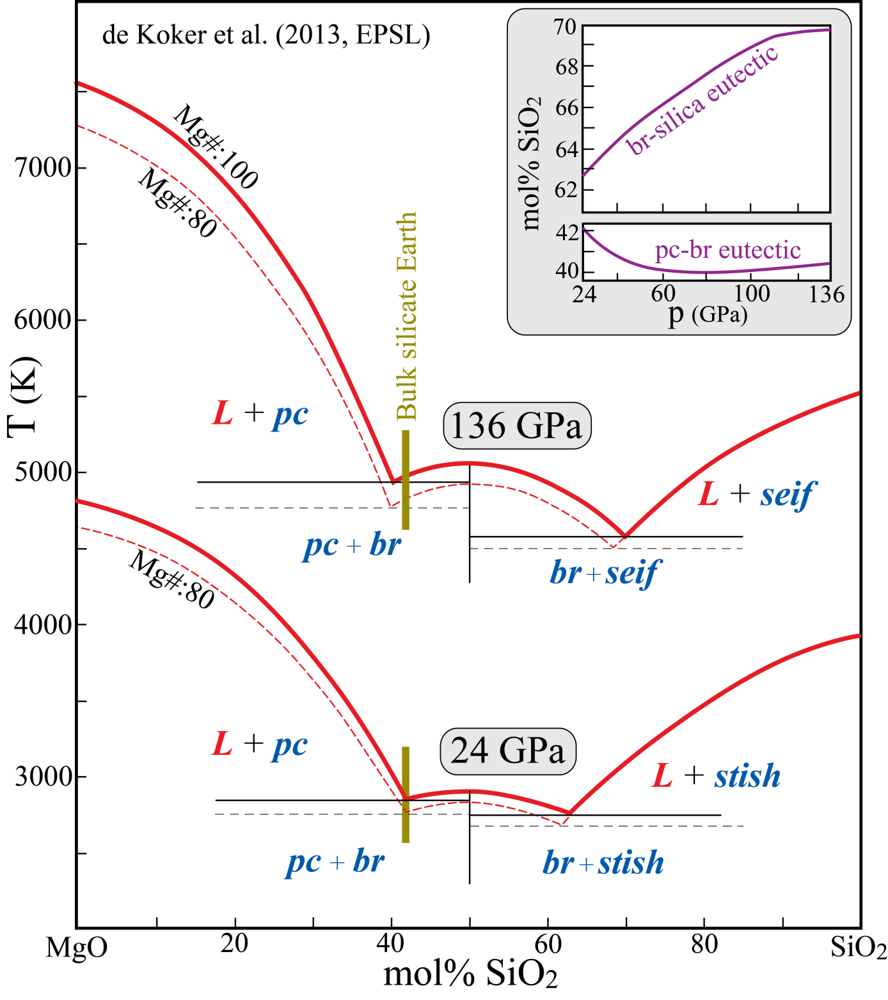 de Koker et al. (2013, EPSL)
70
68
66
64
62
42
40
24
60
100
136
mol% SiO₂
p (GPa)
br-silica eutectic
pc-br eutectic
Mg#:100
Mg#:80
7000
6000
5000
4000
3000
T (K)
Bulk silicate Earth
L + pc
136 GPa
L + seif
pc + br
br + seif
Mg#:80
L + pc
24 GPa
L + stish
pc + br
br + stish
MgO
20
40
60
80
SiO₂
mol% SiO₂